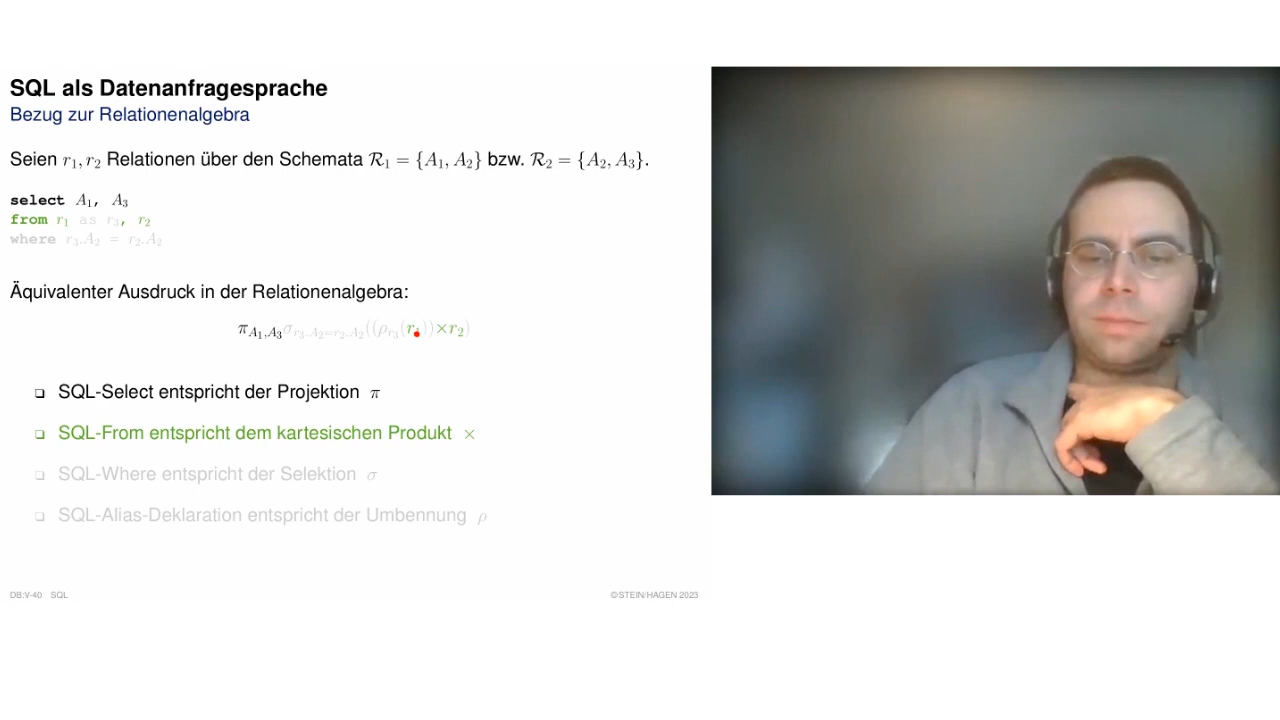 SQL als Datenanfragesprache
Bezug zur Relationenalgebra
Seien r₁, r₂ Relationen über den Schemata ℛ₁ = {A₁, A₂} bzw. ℛ₂ = {A₂, A₃}.
select A₁, A₃
from r₁ as r₃, r₂
where r₃.A₂ = r₂.A₂
Äquivalenter Ausdruck in der Relationenalgebra:
π_{A₁,A₃}σ_{r₃.A₂=r₂.A₂}((ρ_{r₃}(r₁))×r₂)
❑ SQL-Select entspricht der Projektion π
❑ SQL-From entspricht dem kartesischen Produkt ×
❑ SQL-Where entspricht der Selektion σ
❑ SQL-Alias-Deklaration entspricht der Umbennung ρ
DB:V-40 SQL ©STEIN/HAGEN 2023